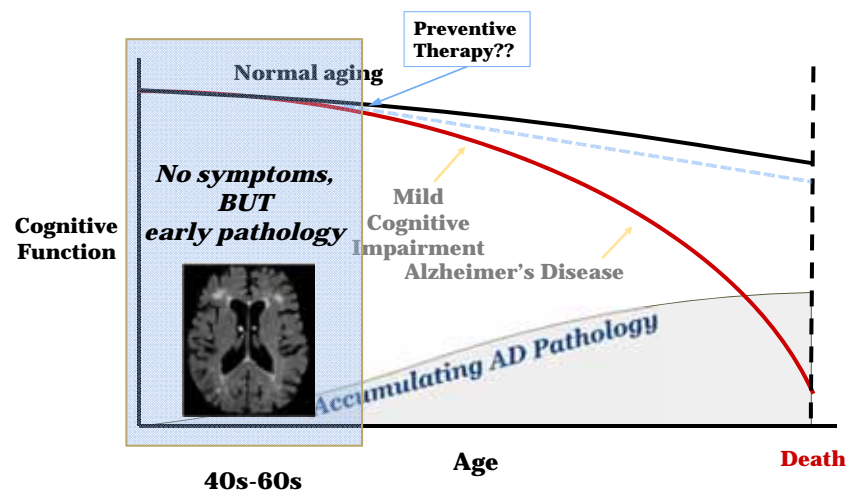 Preventive
Therapy??
Normal aging
No symptoms,
BUT
early pathology
Cognitive
Function
Mild
Cognitive
Impairment
Alzheimer's Disease
Accumulating AD Pathology
Age
Death
40s-60s